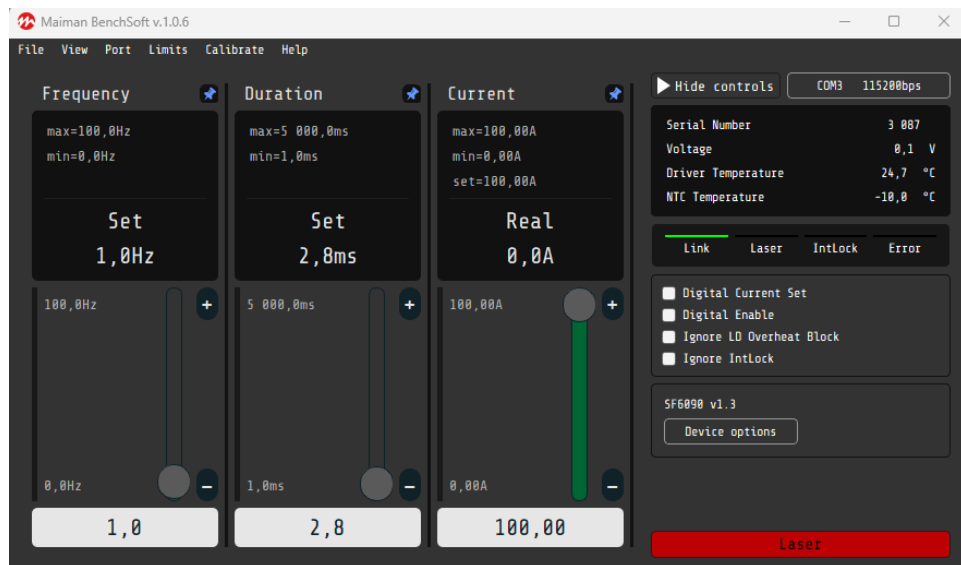 Maiman BenchSoft v.1.0.6
File View Port Limits Calibrate Help
Frequency
max=100,0Hz
min=0,0Hz
Set
1,0Hz
100,0Hz
+
0,0Hz
−
1,0
Duration
max=5 000,0ms
min=1,0ms
Set
2,8ms
5 000,0ms
+
1,0ms
−
2,8
Current
max=100,00A
min=0,00A
set=100,00A
Real
0,0A
100,00A
+
0,00A
−
100,00
Hide controls
COM3 115200bps
Serial Number 3 087
Voltage 0,1 V
Driver Temperature 24,7 °C
NTC Temperature -10,0 °C
Link Laser IntLock Error
Digital Current Set
Digital Enable
Ignore LD Overheat Block
Ignore IntLock
SF6090 v1.3
Device options
Laser